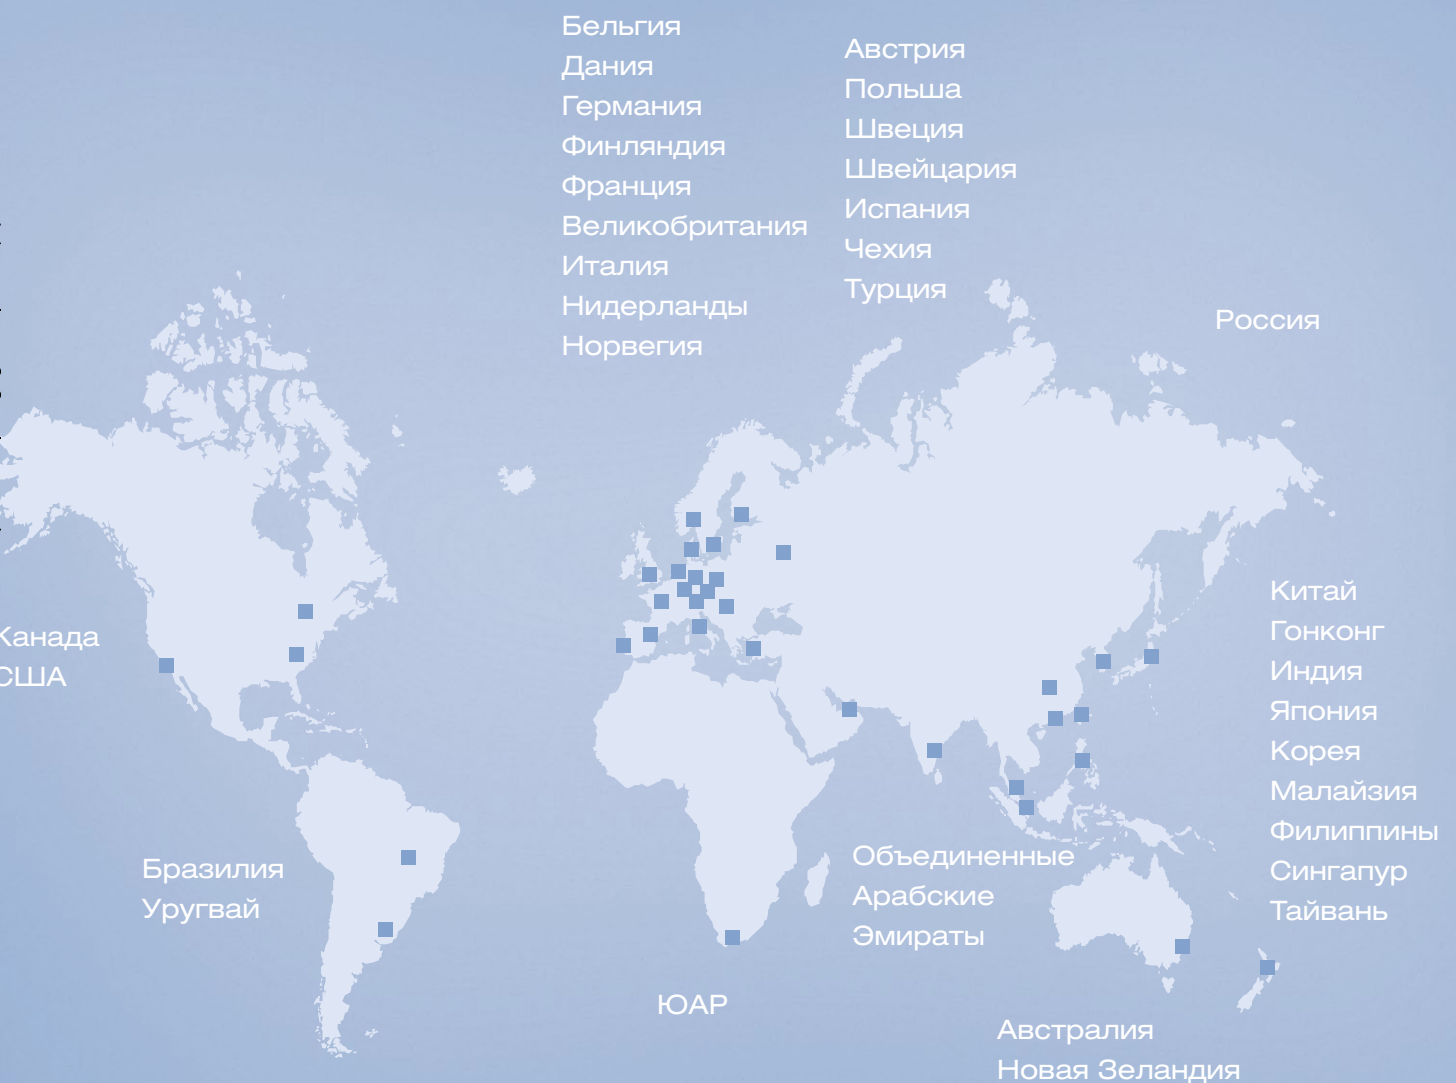 Бельгия
Дания
Германия
Финляндия
Франция
Великобритания
Италия
Нидерланды
Норвегия
Австрия
Польша
Швеция
Швейцария
Испания
Чехия
Турция
Россия
Канада
США
Китай
Гонконг
Индия
Япония
Корея
Малайзия
Филиппины
Сингапур
Тайвань
Бразилия
Уругвай
Объединенные
Арабские
Эмираты
ЮАР
Австралия
Новая Зеландия